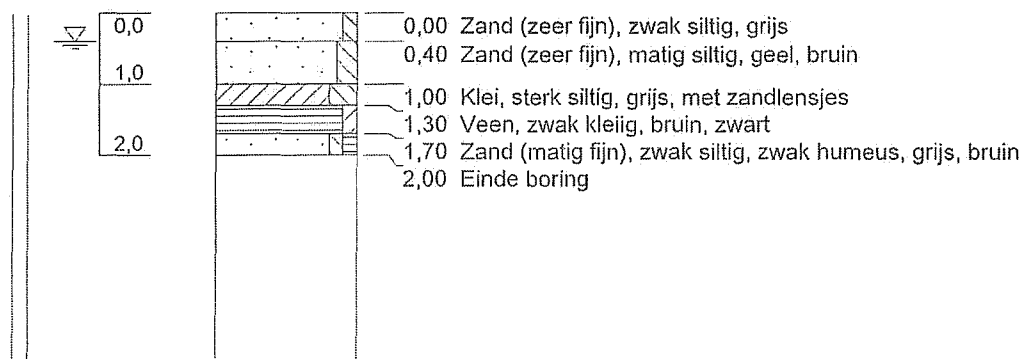 0,0
1,0
2,0
0,00 Zand (zeer fijn), zwak siltig, grijs
0,40 Zand (zeer fijn), matig siltig, geel, bruin
1,00 Klei, sterk siltig, grijs, met zandlensjes
1,30 Veen, zwak kleiig, bruin, zwart
1,70 Zand (matig fijn), zwak siltig, zwak humeus, grijs, bruin
2,00 Einde boring